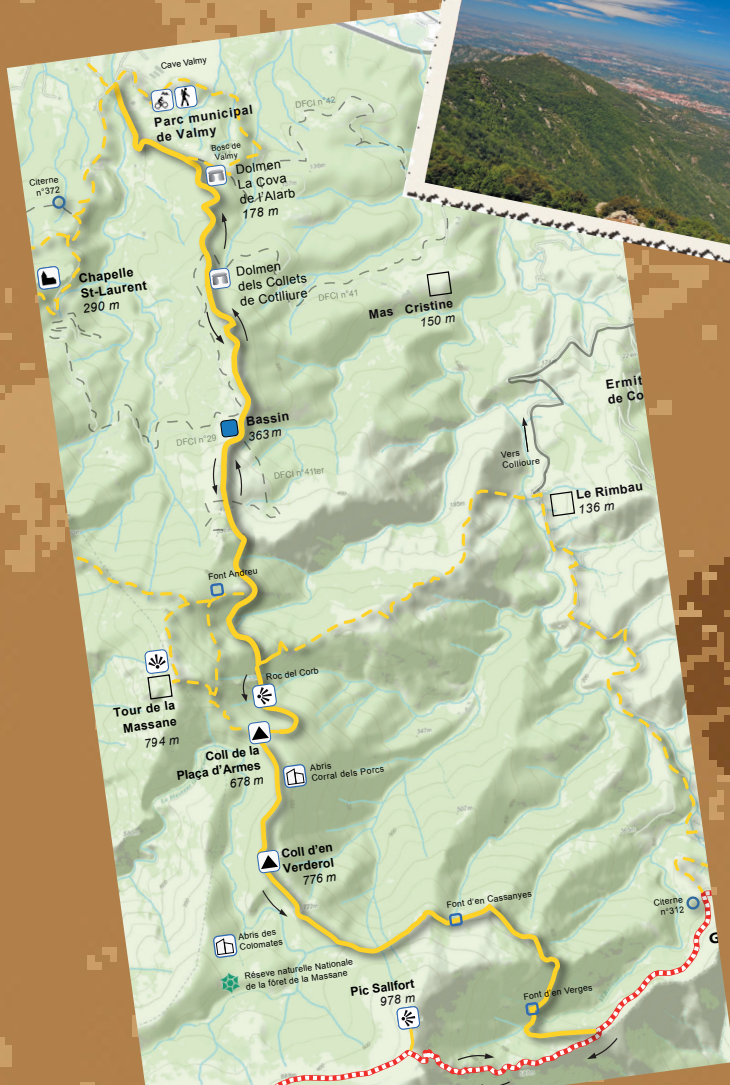 Cave Valmy
Parc municipal
de Valmy
DFCI n°42
Bosc de
Valmy
Citerne
n°372
Dolmen
La Cova
de l'Alarb
178 m
Chapelle
St-Laurent
290 m
Dolmen
dels Collets
de Cotlliure
DFCI n°41
Mas Cristine
150 m
Ermit
de Co
Bassin
363 m
DFCI n°29
DFCI n°41ter
Vers
Collioure
Le Rimbau
136 m
Font Andreu
Roc del Corb
Tour de la
Massane
794 m
Coll de la
Plaça d'Armes
678 m
Abris
Corral dels Porcs
Coll d'en
Verderol
776 m
Font d'en Cassanyes
Citerne
n°312
G
Abris des
Colomates
Réserve naturelle Nationale
de la fôret de la Massane
Pic Sallfort
978 m
Font d'en Verges